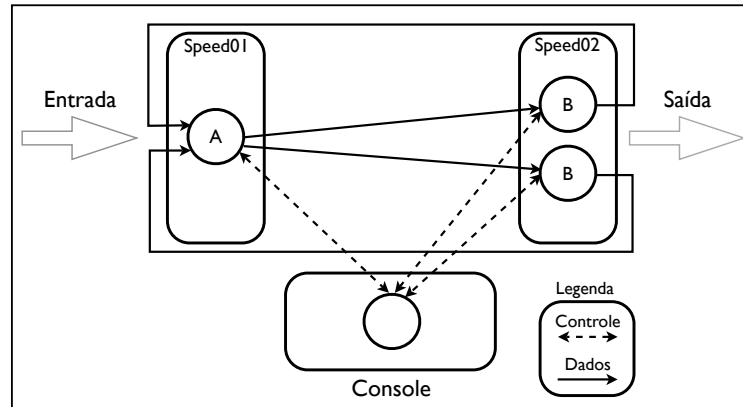 Speed01
Speed02
Entrada
Saída
A
B
B
Legenda
Controle
Dados
Console